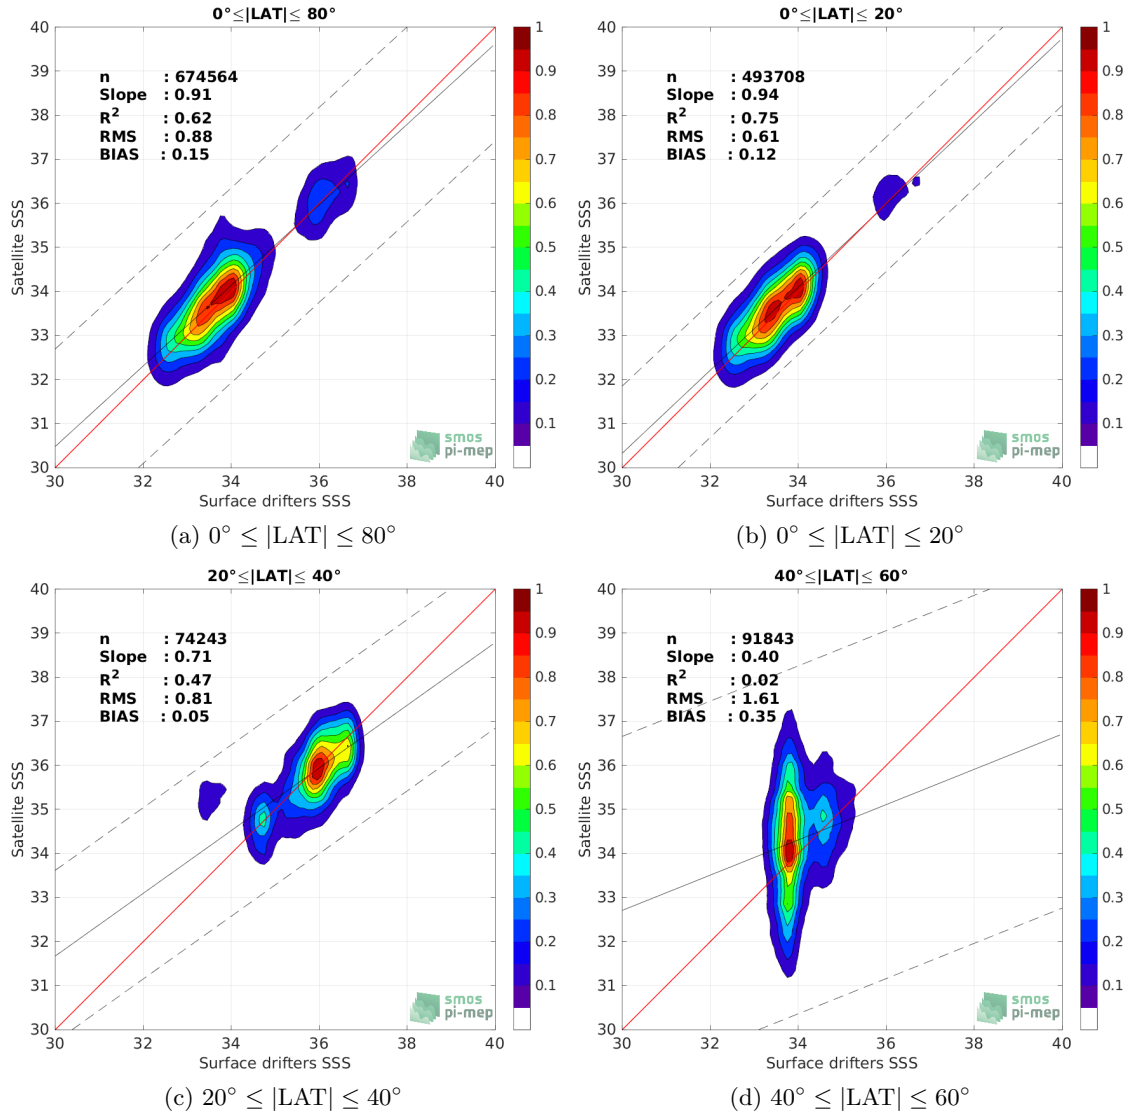 0°≤|LAT|≤ 80°
40
39
38
37
36
35
34
33
32
31
30
Satellite SSS
n : 674564
Slope : 0.91
R² : 0.62
RMS : 0.88
BIAS : 0.15
smos
pi-mep
30 32 34 36 38 40
Surface drifters SSS
1
0.9
0.8
0.7
0.6
0.5
0.4
0.3
0.2
0.1
(a) 0° ≤ |LAT| ≤ 80°
0°≤|LAT|≤ 20°
40
39
38
37
36
35
34
33
32
31
30
Satellite SSS
n : 493708
Slope : 0.94
R² : 0.75
RMS : 0.61
BIAS : 0.12
smos
pi-mep
30 32 34 36 38 40
Surface drifters SSS
1
0.9
0.8
0.7
0.6
0.5
0.4
0.3
0.2
0.1
(b) 0° ≤ |LAT| ≤ 20°
20°≤|LAT|≤ 40°
40
39
38
37
36
35
34
33
32
31
30
Satellite SSS
n : 74243
Slope : 0.71
R² : 0.47
RMS : 0.81
BIAS : 0.05
smos
pi-mep
30 32 34 36 38 40
Surface drifters SSS
1
0.9
0.8
0.7
0.6
0.5
0.4
0.3
0.2
0.1
(c) 20° ≤ |LAT| ≤ 40°
40°≤|LAT|≤ 60°
40
39
38
37
36
35
34
33
32
31
30
Satellite SSS
n : 91843
Slope : 0.40
R² : 0.02
RMS : 1.61
BIAS : 0.35
smos
pi-mep
30 32 34 36 38 40
Surface drifters SSS
1
0.9
0.8
0.7
0.6
0.5
0.4
0.3
0.2
0.1
(d) 40° ≤ |LAT| ≤ 60°